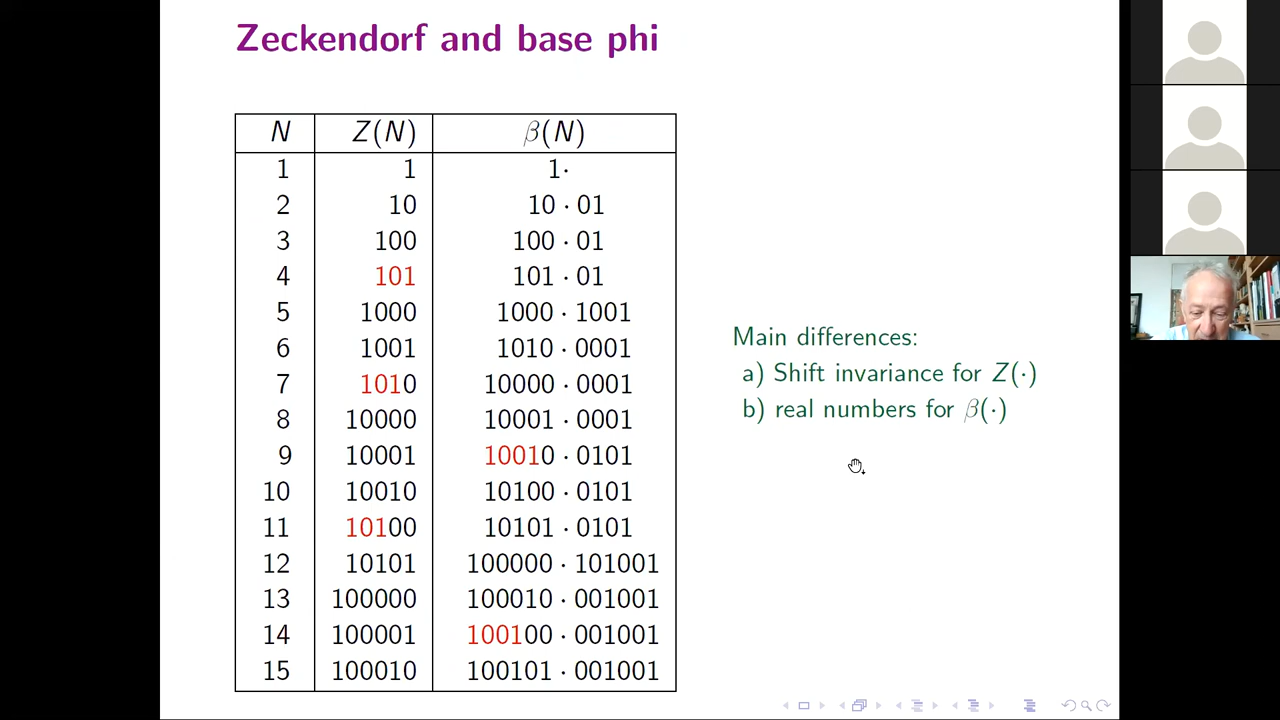 Zeckendorf and base phi
N Z(N) β(N)
1 1 1·
2 10 10 · 01
3 100 100 · 01
4 101 101 · 01
5 1000 1000 · 1001
6 1001 1010 · 0001
7 1010 10000 · 0001
8 10000 10001 · 0001
9 10001 10010 · 0101
10 10010 10100 · 0101
11 10100 10101 · 0101
12 10101 100000 · 101001
13 100000 100010 · 001001
14 100001 100100 · 001001
15 100010 100101 · 001001
Main differences:
a) Shift invariance for Z(·)
b) real numbers for β(·)